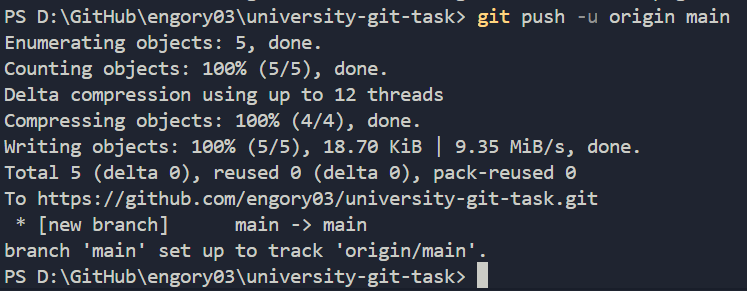 PS D:\GitHub\engory03\university-git-task> git push -u origin main
Enumerating objects: 5, done.
Counting objects: 100% (5/5), done.
Delta compression using up to 12 threads
Compressing objects: 100% (4/4), done.
Writing objects: 100% (5/5), 18.70 KiB | 9.35 MiB/s, done.
Total 5 (delta 0), reused 0 (delta 0), pack-reused 0
To https://github.com/engory03/university-git-task.git
 * [new branch]      main -> main
branch 'main' set up to track 'origin/main'.
PS D:\GitHub\engory03\university-git-task>